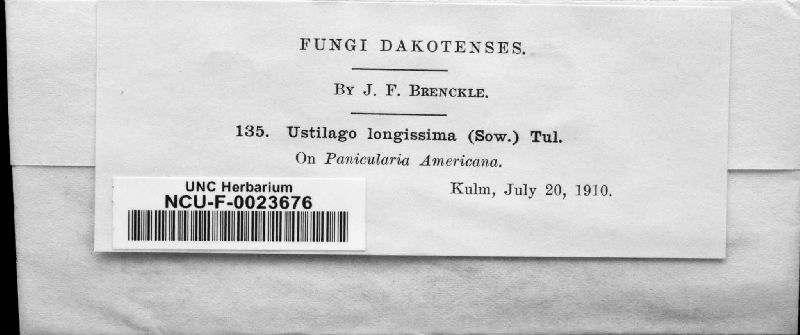 FUNGI DAKOTENSES.
By J. F. Brenckle.
135. Ustilago longissima (Sow.) Tul.
On Panicularia Americana.
Kulm, July 20, 1910.
UNC Herbarium
NCU-F-0023676